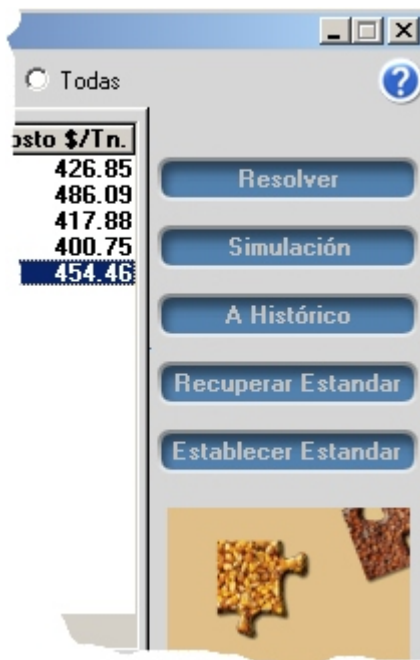 Todas
osto $/Tn.
426.85
486.09
417.88
400.75
454.46
Resolver
Simulación
A Histórico
Recuperar Estandar
Establecer Estandar